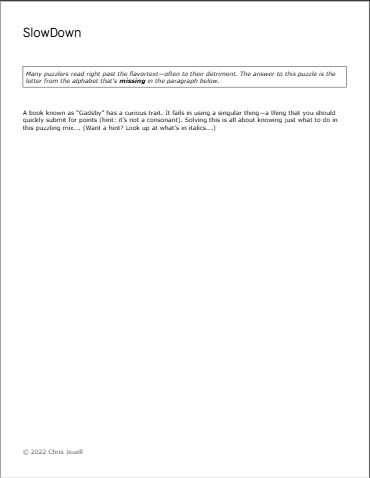 SlowDown
Many puzzlers read right past the flavortext—often to their detriment. The answer to this puzzle is the
letter from the alphabet that's missing in the paragraph below.
A book known as "Gadsby" has a curious trait. It fails in using a singular thing—a thing that you should
quickly submit for points (hint: it's not a consonant). Solving this is all about knowing just what to do in
this puzzling mix.... (Want a hint? Look up at what's in italics....)
© 2022 Chris Jeuell